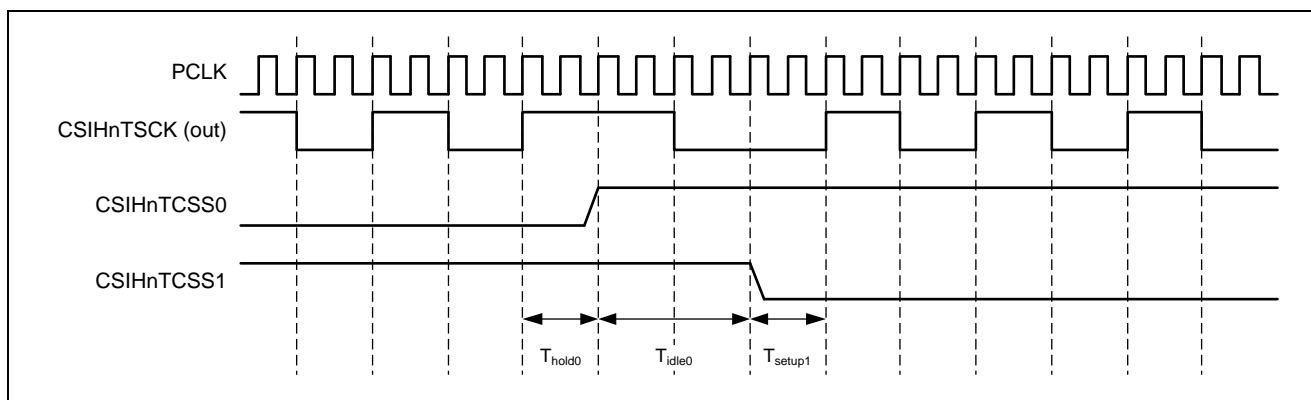 PCLK
CSIHnTSCK (out)
CSIHnTCSS0
CSIHnTCSS1
Thold0 Tidle0 Tsetup1